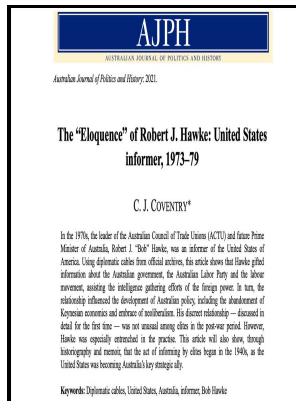 AJPH
AUSTRALIAN JOURNAL OF POLITICS AND HISTORY
Australian Journal of Politics and History: 2021.
The “Eloquence” of Robert J. Hawke: United States
informer, 1973–79
C. J. COVENTRY*
In the 1970s, the leader of the Australian Council of Trade Unions (ACTU) and future Prime
Minister of Australia, Robert J. “Bob” Hawke, was an informer of the United States of
America. Using diplomatic cables from official archives, this article shows that Hawke gifted
information about the Australian government, the Australian Labor Party and the labour
movement, assisting the intelligence gathering efforts of the foreign power. In turn, the
relationship influenced the development of Australian policy, including the abandonment of
Keynesian economics and embrace of neoliberalism. His discreet relationship — discussed in
detail for the first time — was not unusual among elites in the post-war period. However,
Hawke was especially entrenched in the practise. This article will also show, through
historiography and memoir, that the act of informing by elites began in the 1940s, as the
United States was becoming Australia's key strategic ally.
Keywords: Diplomatic cables, United States, Australia, informer, Bob Hawke